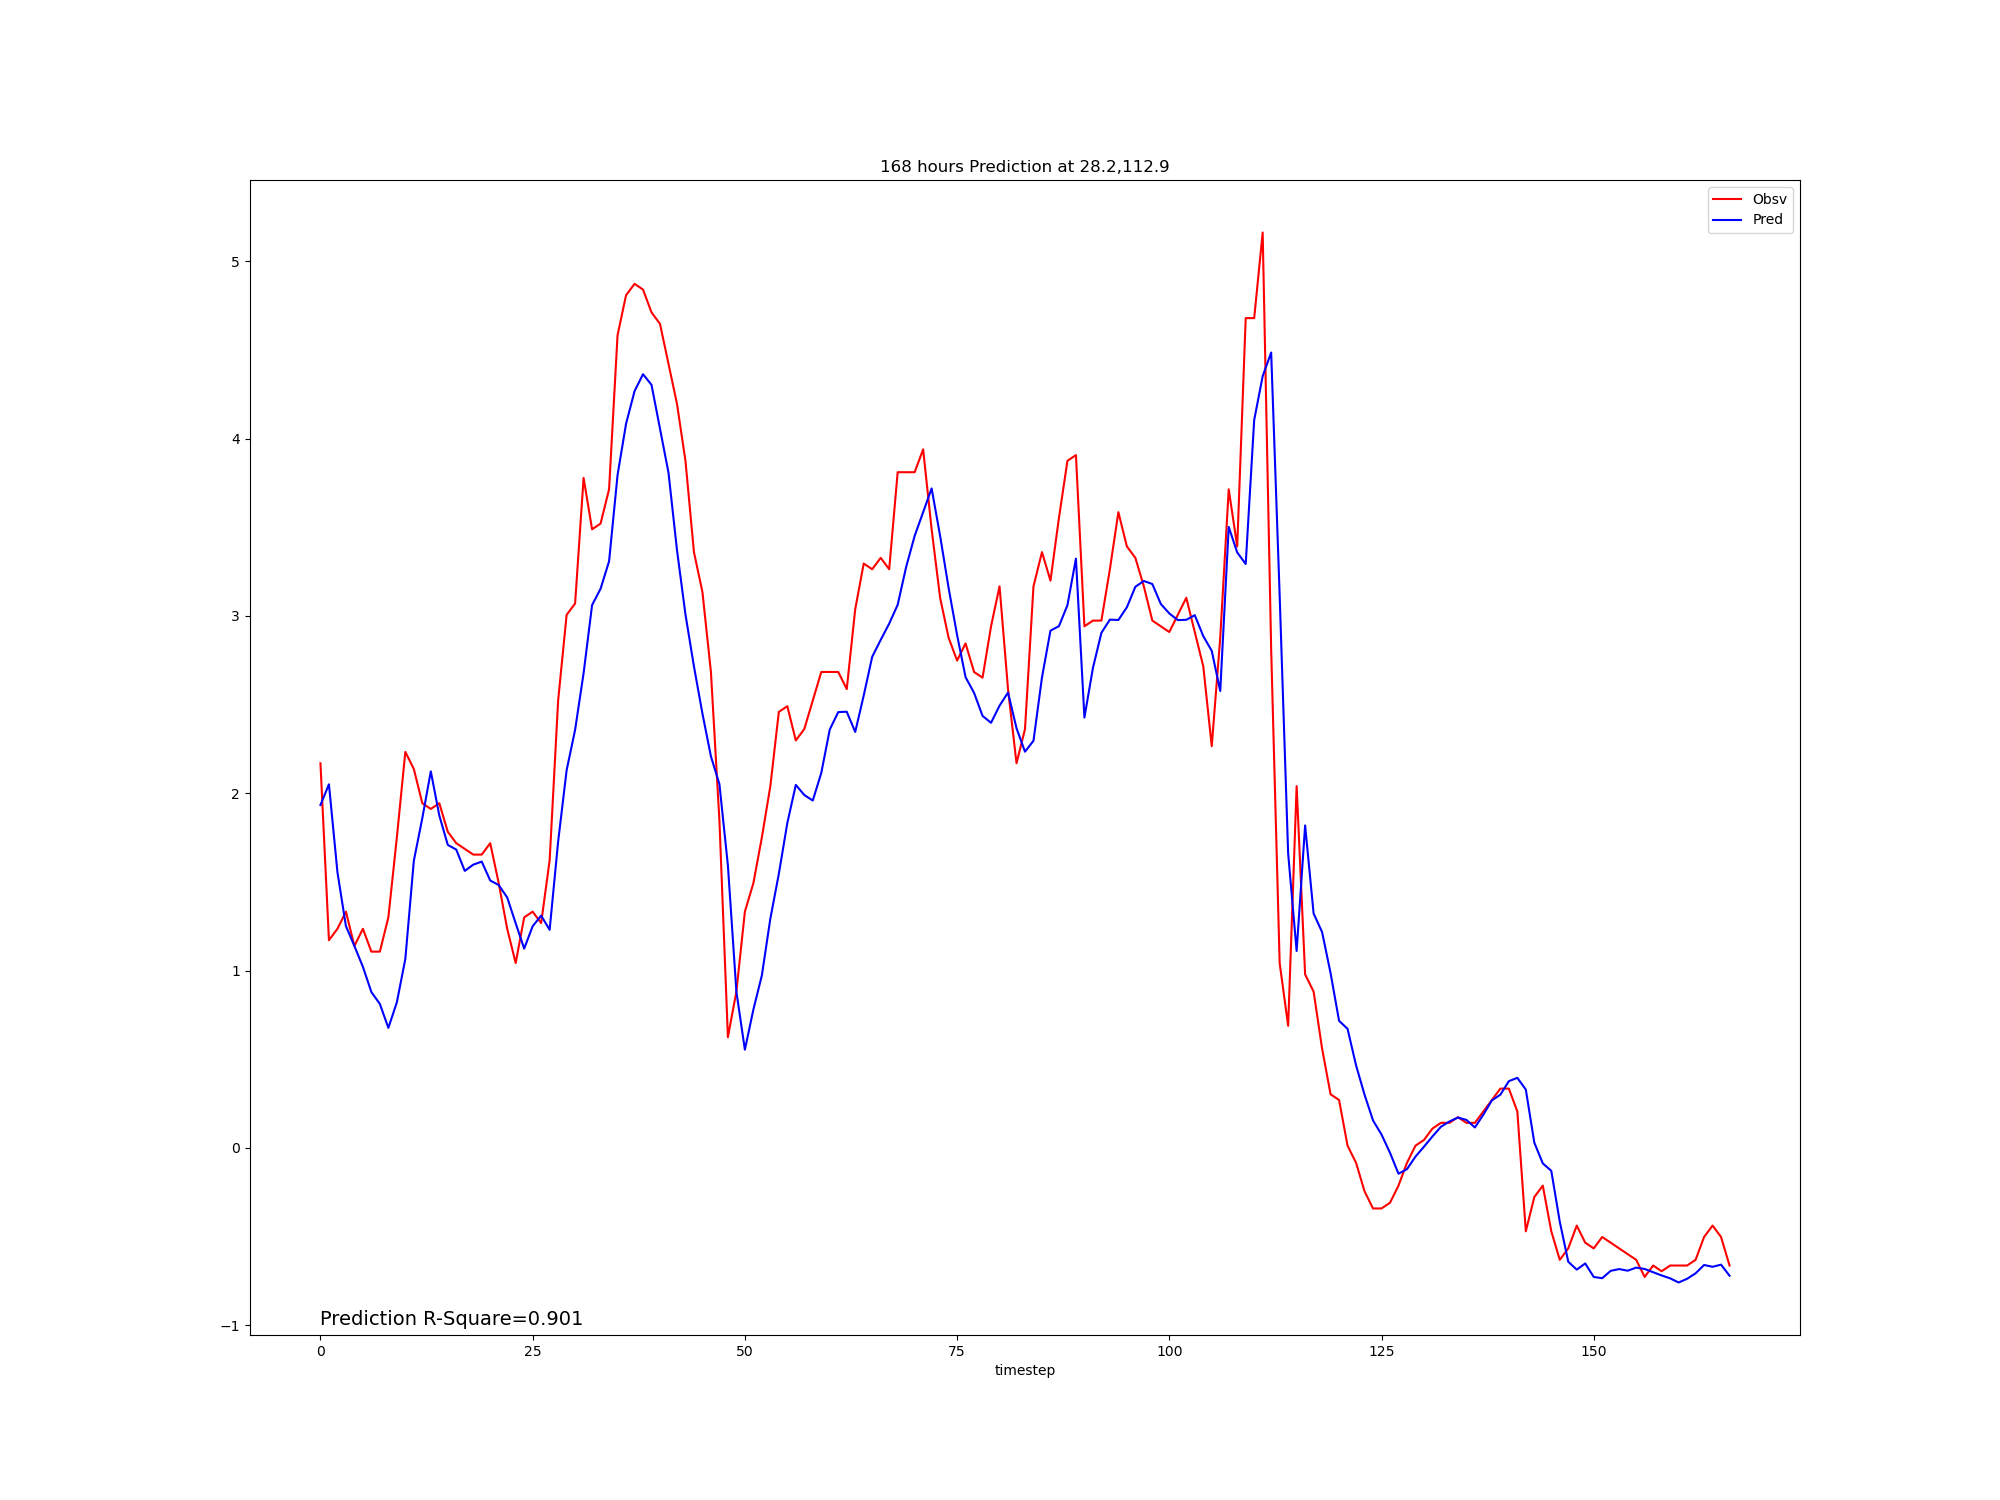 168 hours Prediction at 28.2,112.9
Obsv
Pred
5
4
3
2
1
0
−1
Prediction R-Square=0.901
0 25 50 75 100 125 150
timestep